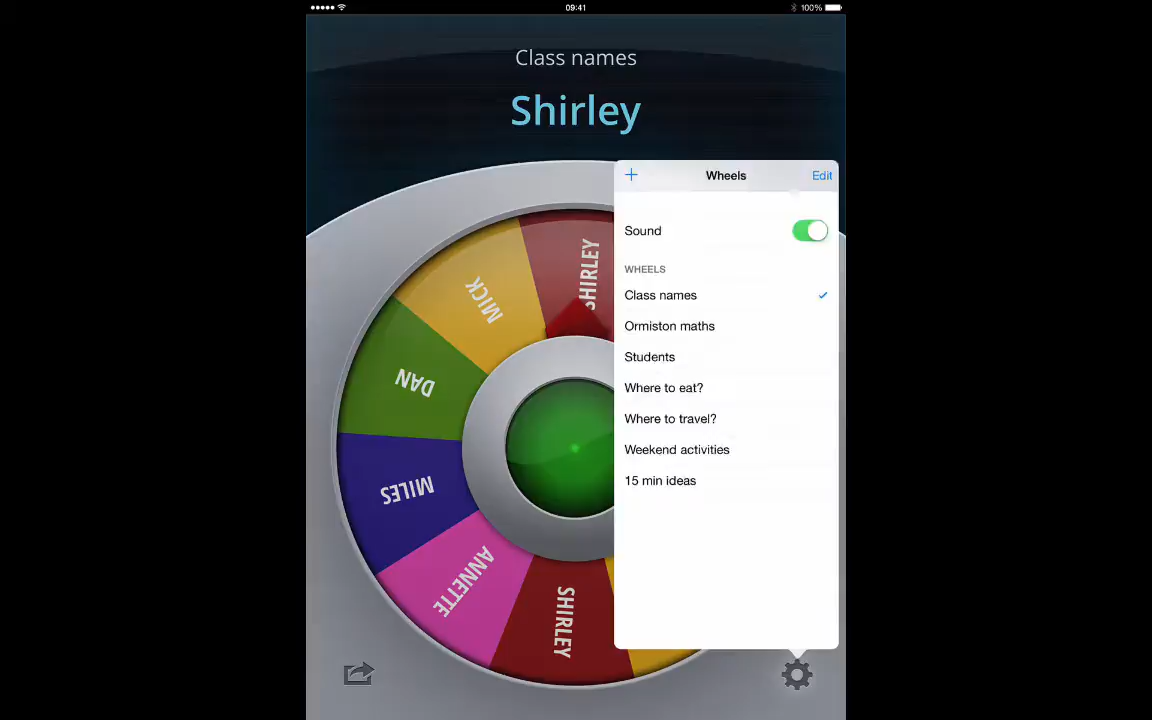 09:41
100%
Class names
Shirley
Wheels
Edit
Sound
WHEELS
Class names
Ormiston maths
Students
Where to eat?
Where to travel?
Weekend activities
15 min ideas
SHIRLEY
MICK
DAN
MILES
ANNETTE
SHIRLEY